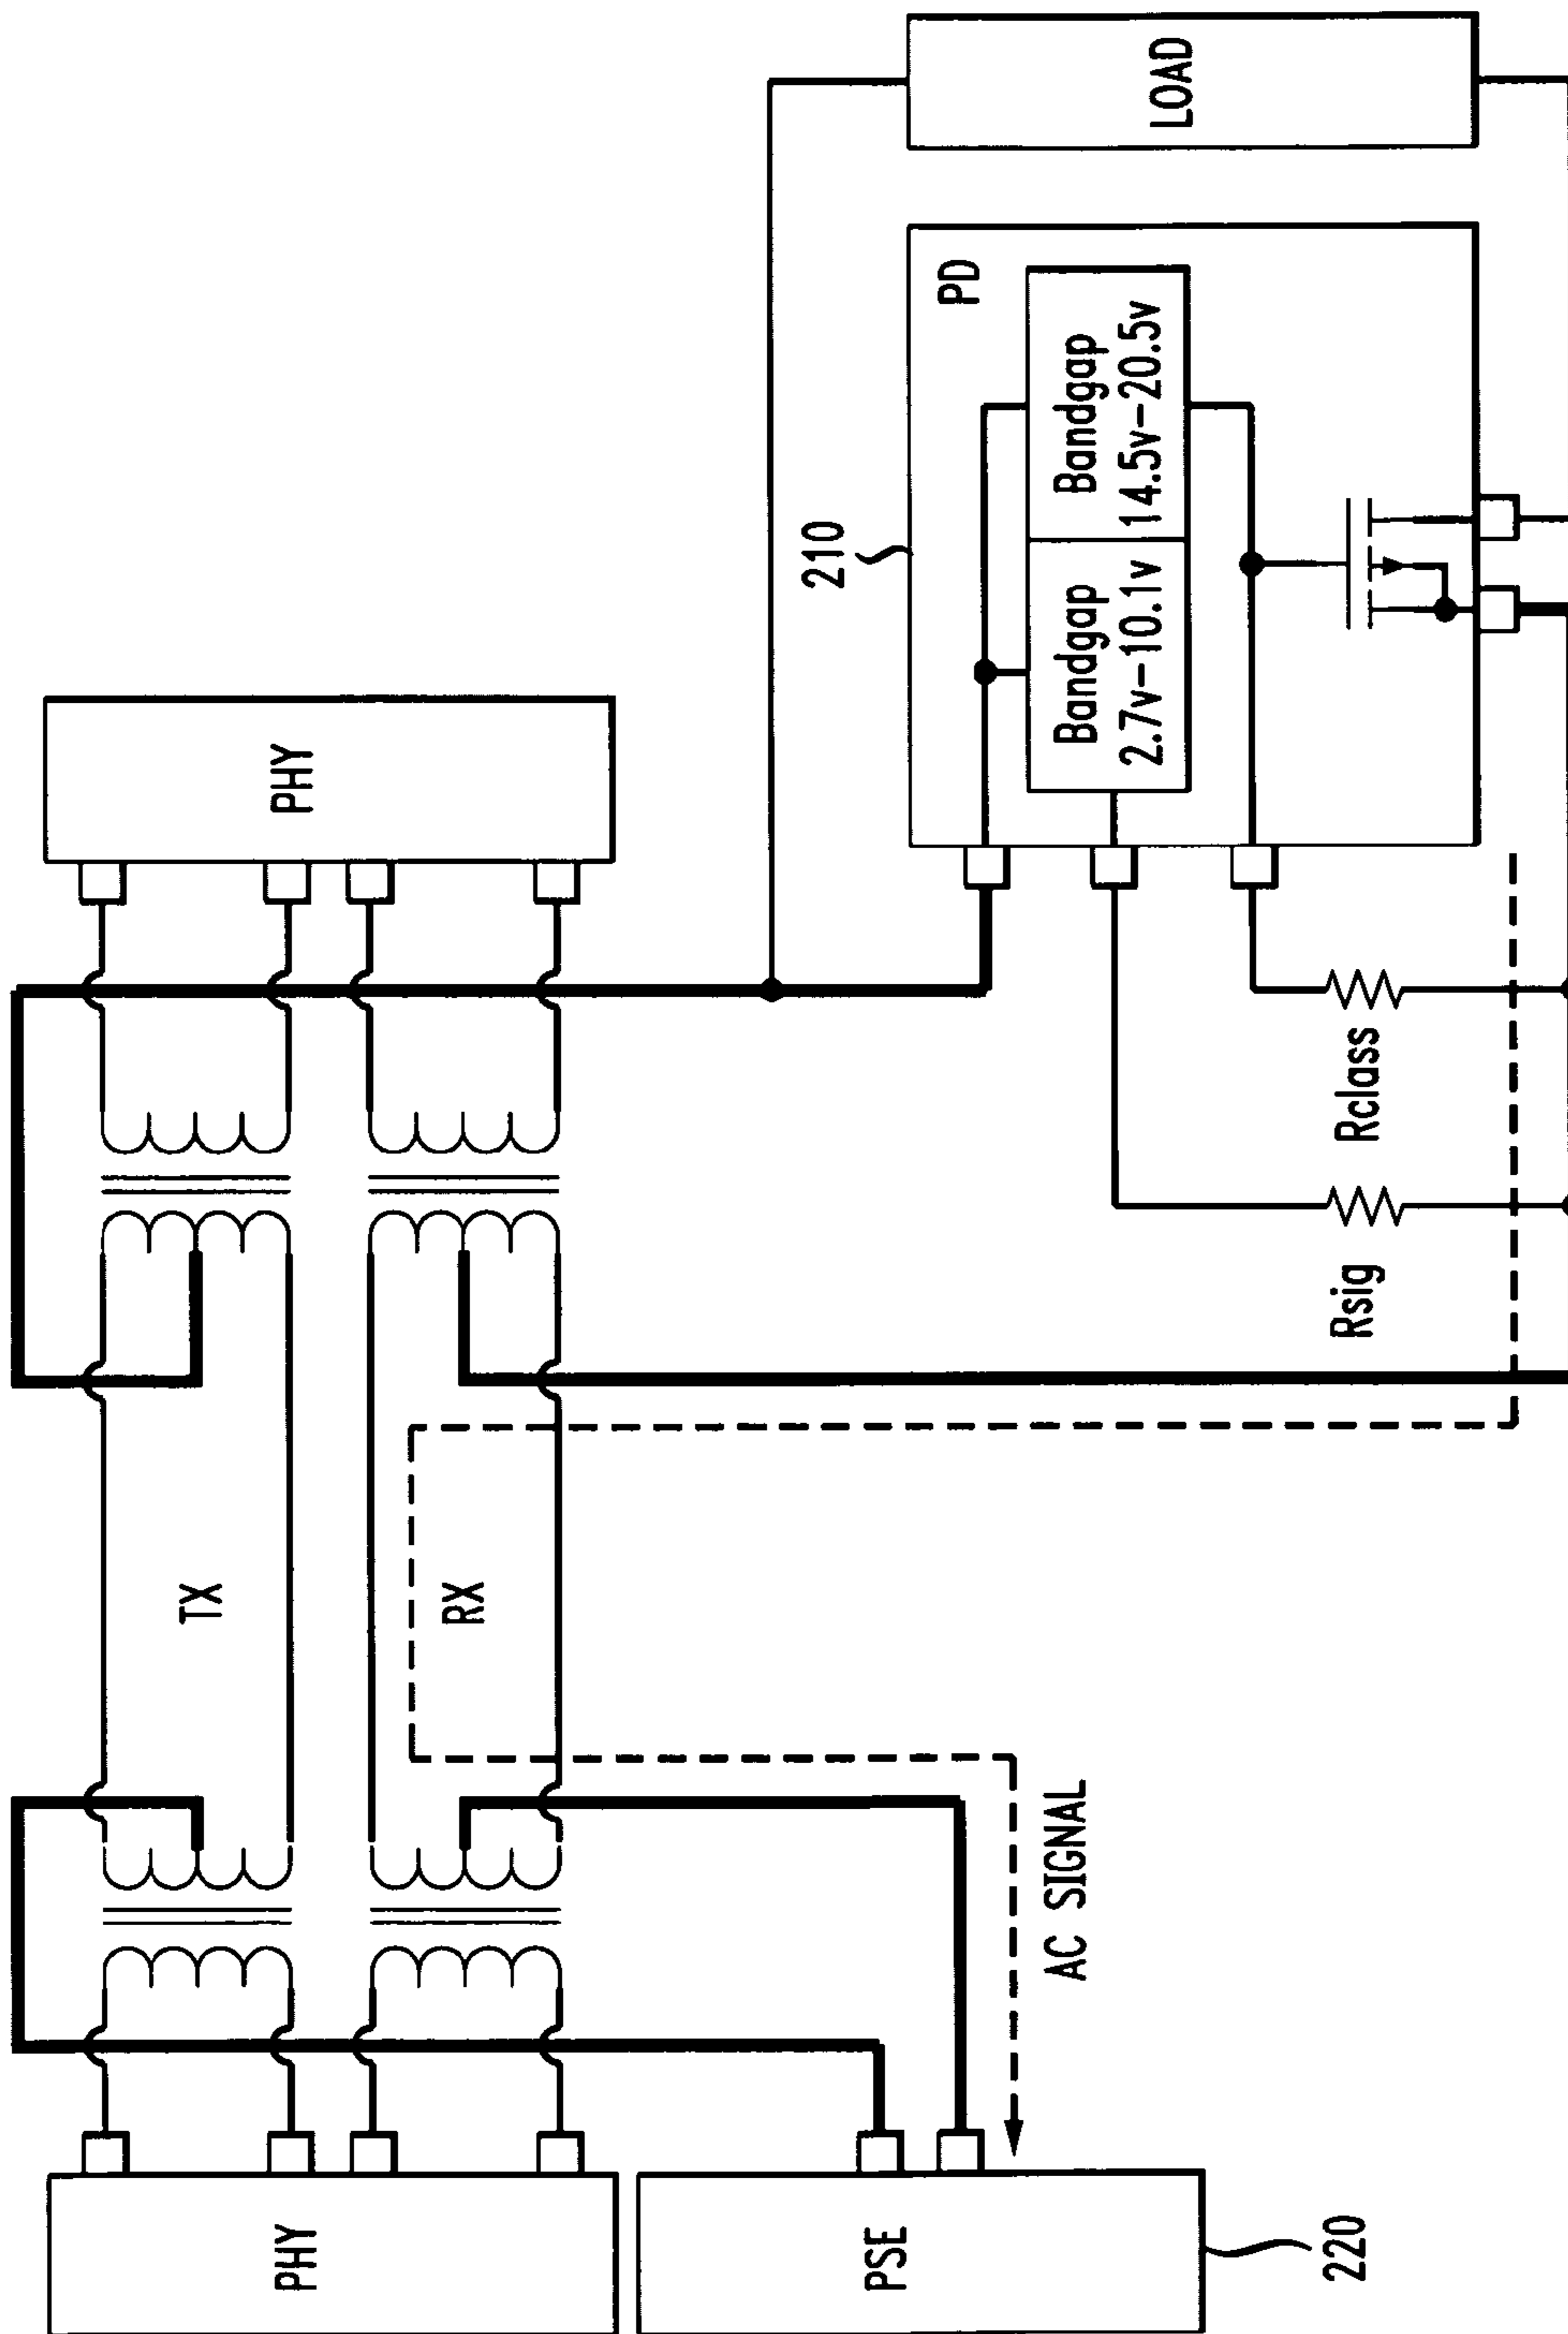 PHY
TX
RX
PHY
PSE
220
AC SIGNAL
210
PD
Bandgap
2.7v-10.1v
Bandgap
14.5v-20.5v
LOAD
Rsig
Rclass